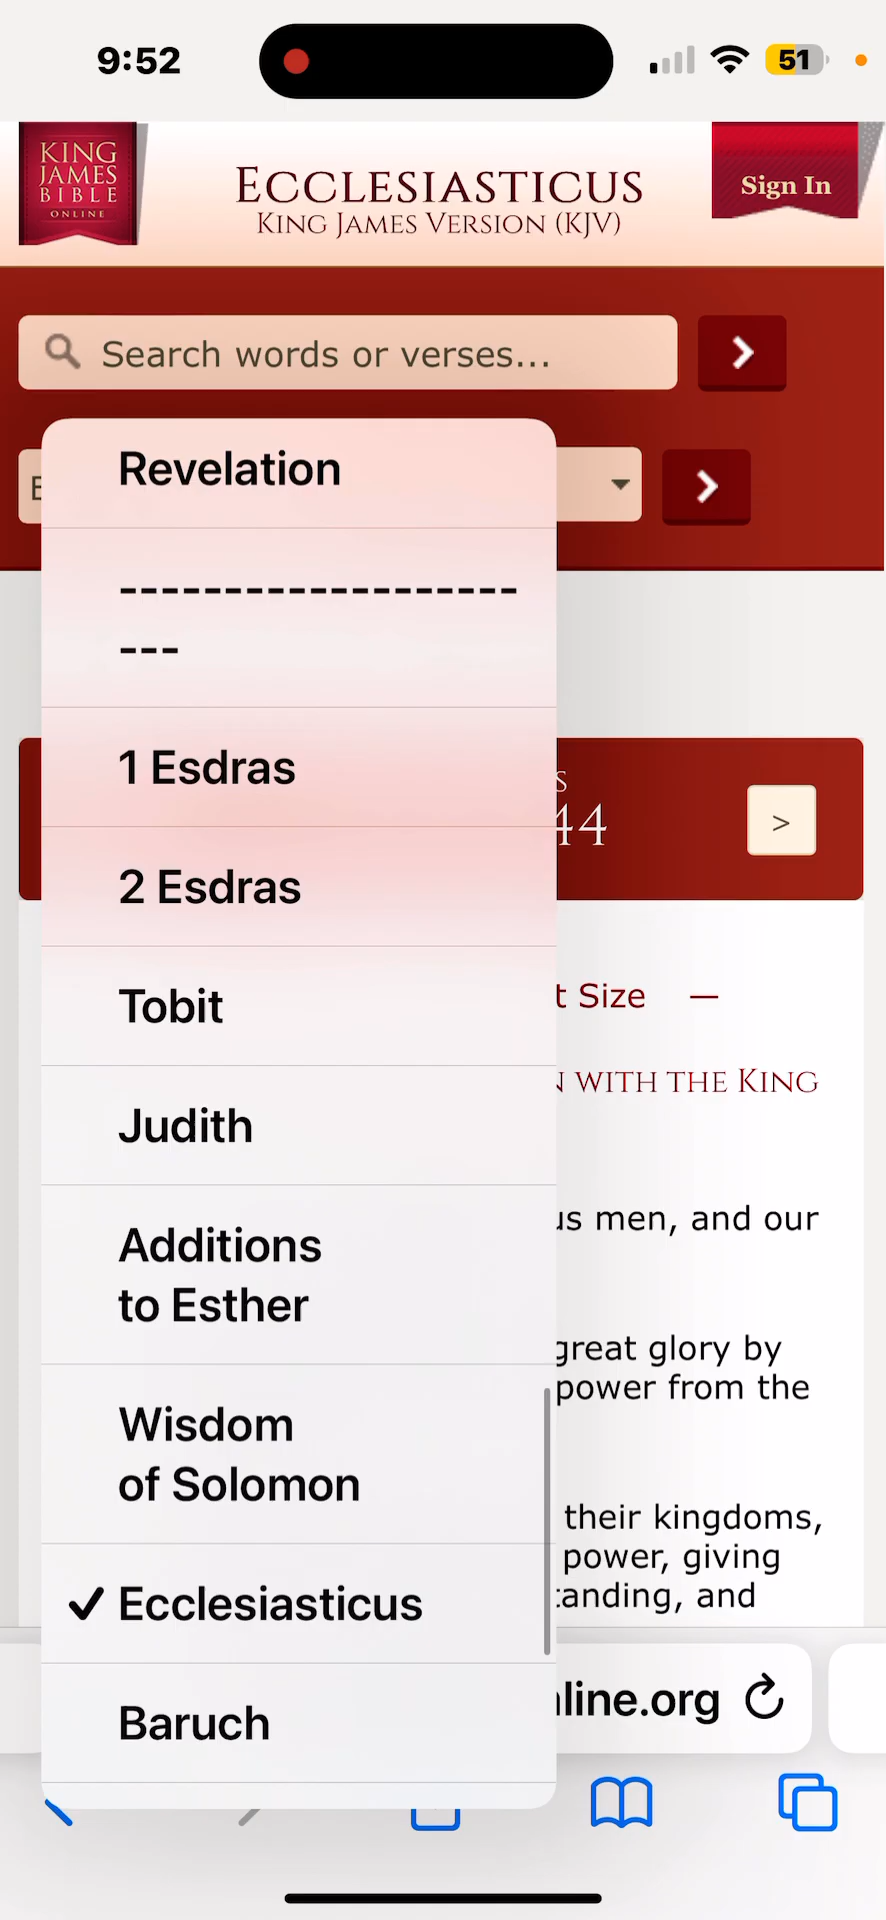 9:52
51
KING
JAMES
BIBLE
ONLINE
ECCLESIASTICUS
KING JAMES VERSION (KJV)
Sign In
Search words or verses...
Revelation
-------------------
---
1 Esdras
2 Esdras
44
>
Tobit
Size —
WITH THE KING
Judith
men, and our
Additions
to Esther
great glory by
power from the
Wisdom
of Solomon
their kingdoms,
power, giving
and
✓ Ecclesiasticus
Baruch
line.org